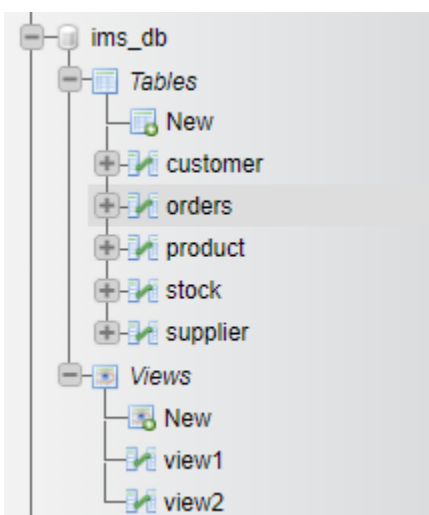 ims_db
Tables
New
customer
orders
product
stock
supplier
Views
New
view1
view2